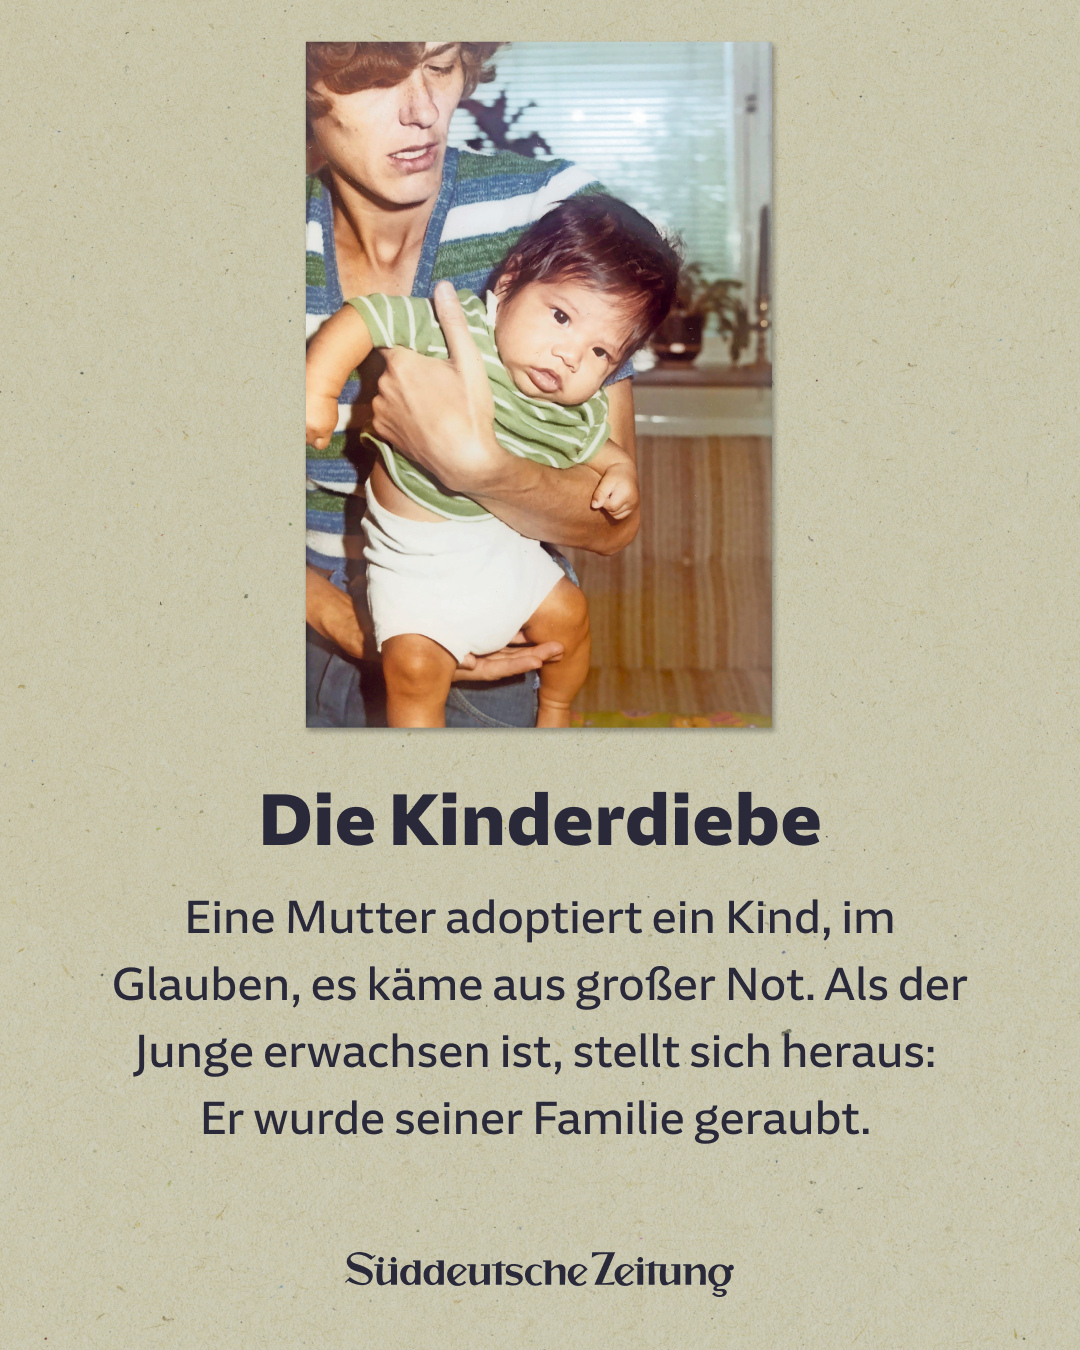 Die Kinderdiebe
Eine Mutter adoptiert ein Kind, im
Glauben, es käme aus großer Not. Als der
Junge erwachsen ist, stellt sich heraus:
Er wurde seiner Familie geraubt.
Süddeutsche Zeitung